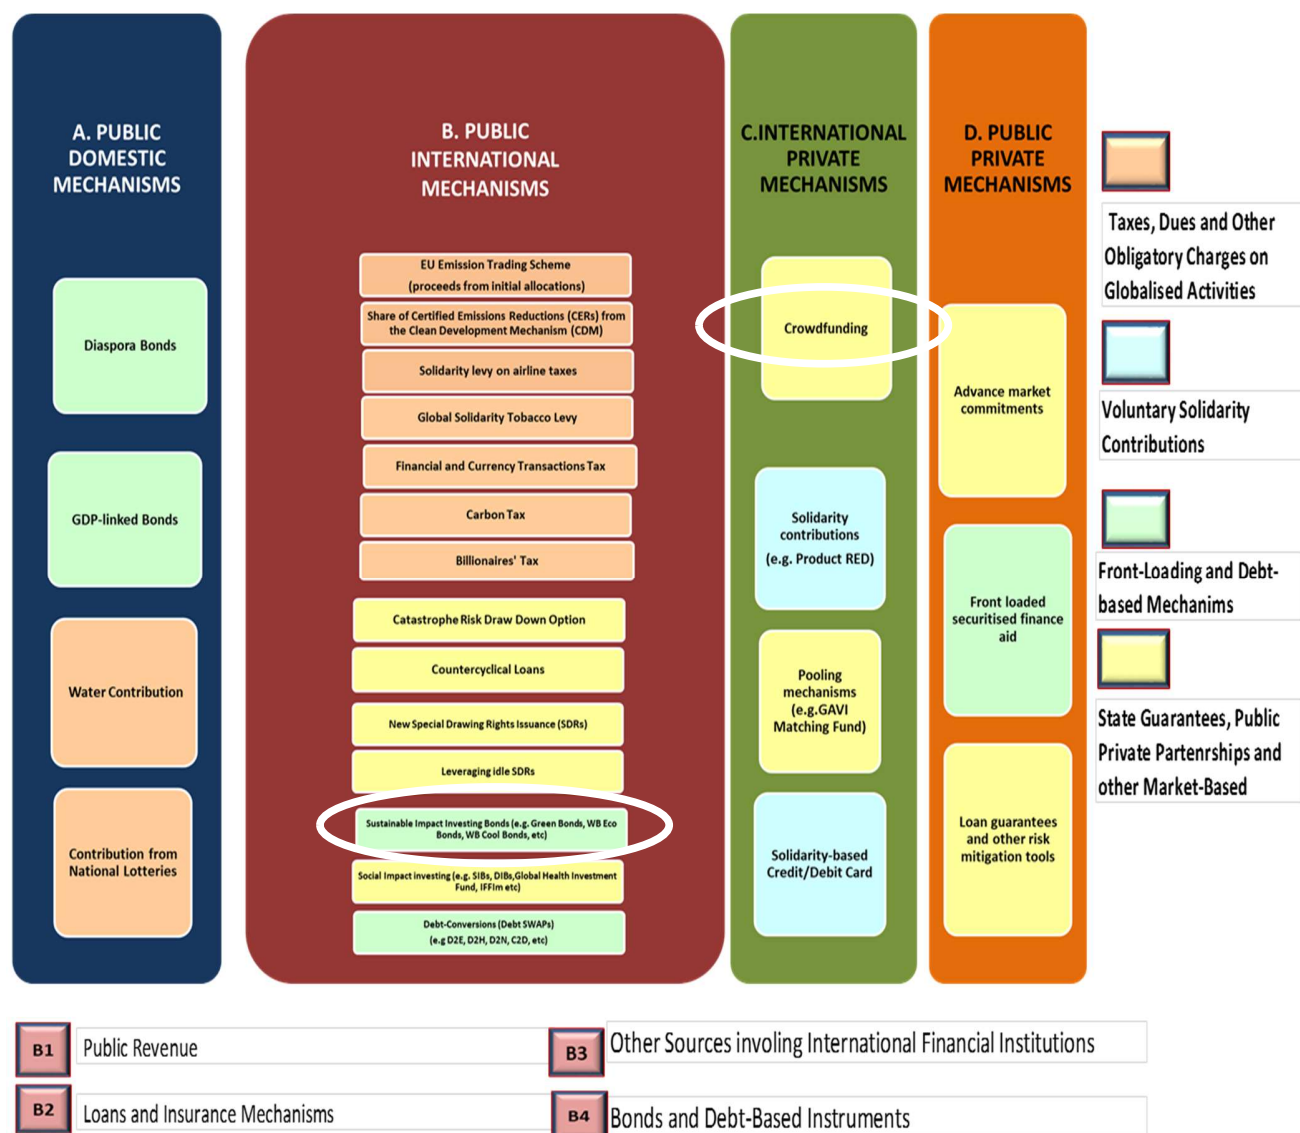 A. PUBLIC
DOMESTIC
MECHANISMS
Diaspora Bonds
GDP-linked Bonds
Water Contribution
Contribution from
National Lotteries
B. PUBLIC
INTERNATIONAL
MECHANISMS
EU Emission Trading Scheme
(proceeds from initial allocations)
Share of Certified Emissions Reductions (CERs) from
the Clean Development Mechanism (CDM)
Solidarity levy on airline taxes
Global Solidarity Tobacco Levy
Financial and Currency Transactions Tax
Carbon Tax
Billionaires' Tax
Catastrophe Risk Draw Down Option
Countercyclical Loans
New Special Drawing Rights Issuance (SDRs)
Leveraging idle SDRs
Sustainable Impact Investing Bonds (e.g. Green Bonds, WB Eco
Bonds, WB Cool Bonds, etc)
Social Impact investing (e.g. SIBs, DIBs,Global Health Investment
Fund, IFFIm etc)
Debt-Conversions (Debt SWAPs)
(e.g D2E, D2H, D2N, C2D, etc)
C.INTERNATIONAL
PRIVATE
MECHANISMS
Crowdfunding
Solidarity
contributions
(e.g. Product RED)
Pooling
mechanisms
(e.g.GAVI
Matching Fund)
Solidarity-based
Credit/Debit Card
D. PUBLIC
PRIVATE
MECHANISMS
Advance market
commitments
Front loaded
securitised finance
aid
Loan guarantees
and other risk
mitigation tools
Taxes, Dues and Other
Obligatory Charges on
Globalised Activities
Voluntary Solidarity
Contributions
Front-Loading and Debt-
based Mechanims
State Guarantees, Public
Private Partenrships and
other Market-Based
B1 Public Revenue
B3 Other Sources involing International Financial Institutions
B2 Loans and Insurance Mechanisms
B4 Bonds and Debt-Based Instruments